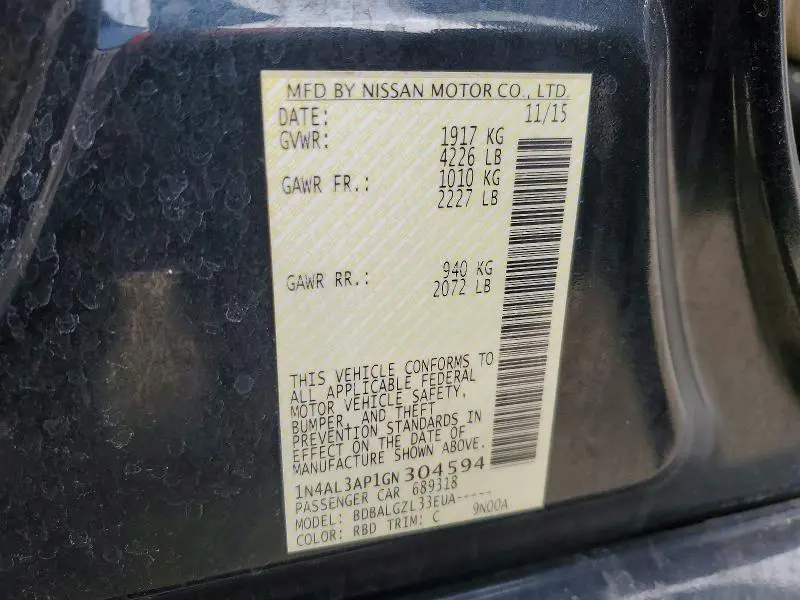 MFD BY NISSAN MOTOR CO., LTD.
DATE: 11/15
GVWR: 1917 KG
4226 LB
GAWR FR.: 1010 KG
2227 LB
GAWR RR.: 940 KG
2072 LB
THIS VEHICLE CONFORMS TO
ALL APPLICABLE FEDERAL
MOTOR VEHICLE SAFETY,
BUMPER, AND THEFT
PREVENTION STANDARDS IN
EFFECT ON THE DATE OF
MANUFACTURE SHOWN ABOVE.
1N4AL3AP1GN304594
PASSENGER CAR 689318
MODEL: BDBALGZL33EUA-----
COLOR: RBD TRIM: C 9N00A